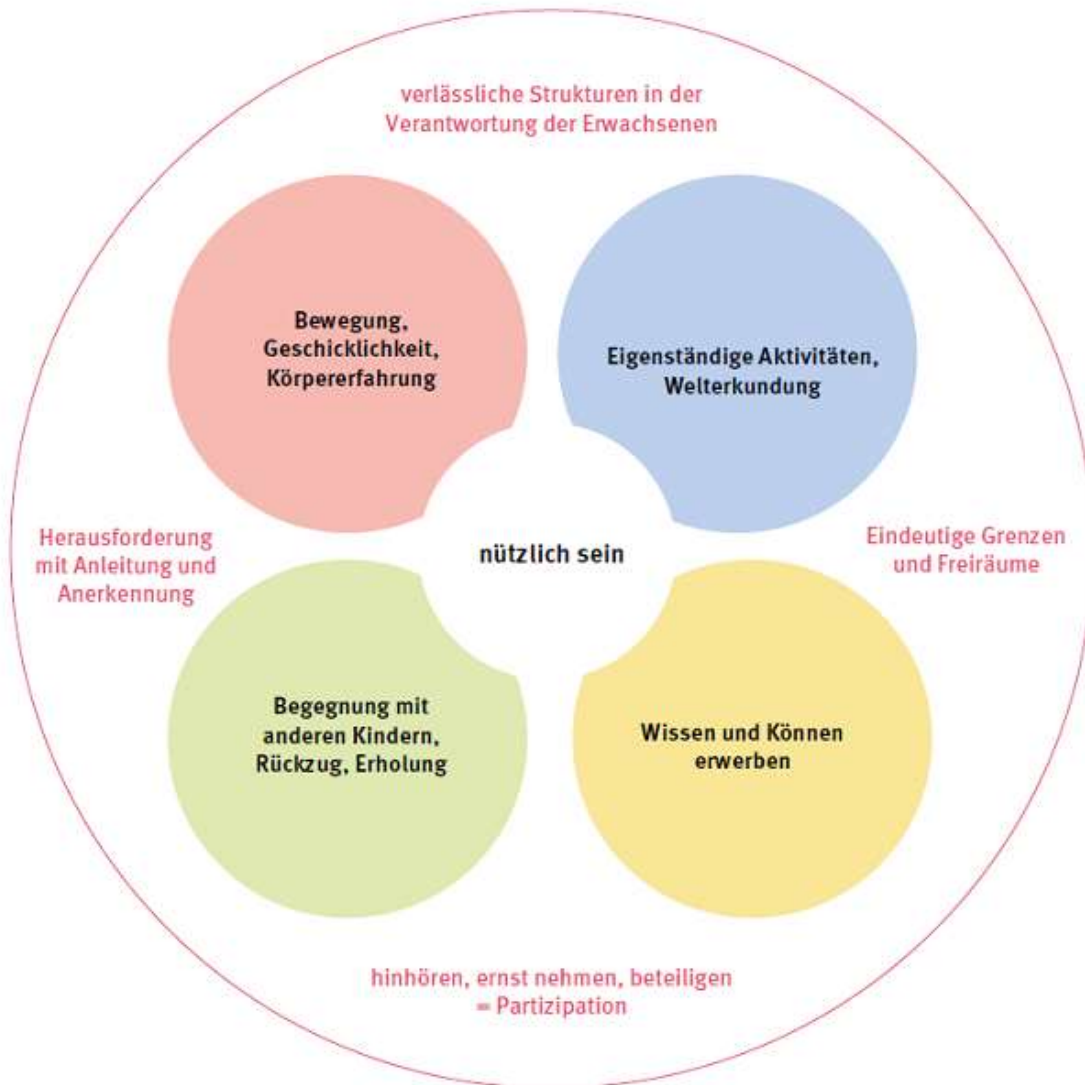 verlässliche Strukturen in der
Verantwortung der Erwachsenen
Bewegung,
Geschicklichkeit,
Körpererfahrung
Eigenständige Aktivitäten,
Welterkundung
Herausforderung
mit Anleitung und
Anerkennung
nützlich sein
Eindeutige Grenzen
und Freiräume
Begegnung mit
anderen Kindern,
Rückzug, Erholung
Wissen und Können
erwerben
hinhören, ernst nehmen, beteiligen
= Partizipation